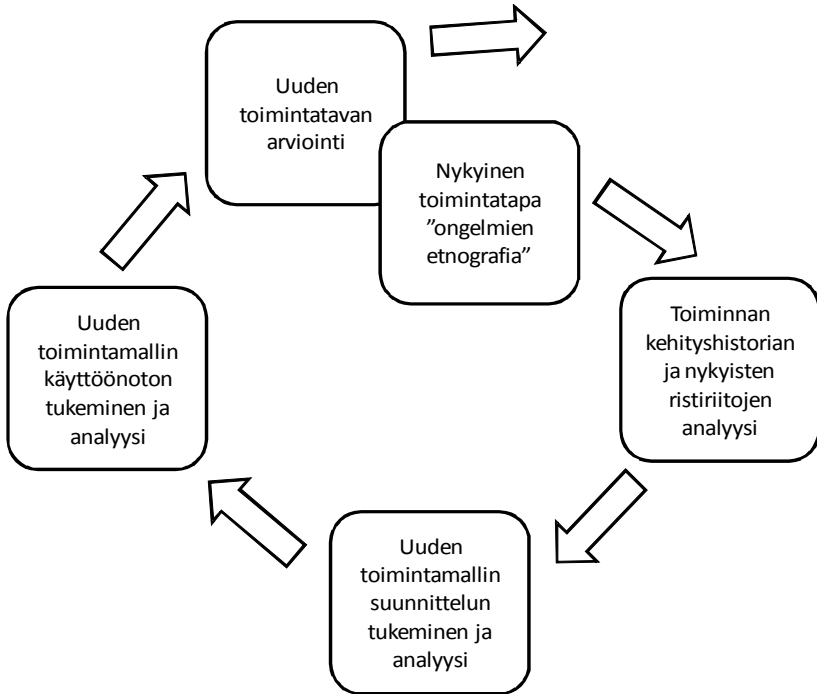 Uuden
toimintatavan
arviointi
Nykyinen
toimintatapa
”ongelmien
etnografia”
Toiminnan
kehityshistorian
ja nykyisten
ristiriitojen
analyysi
Uuden
toimintamallin
suunnittelun
tukeminen ja
analyysi
Uuden
toimintamallin
käyttöönoton
tukeminen ja
analyysi